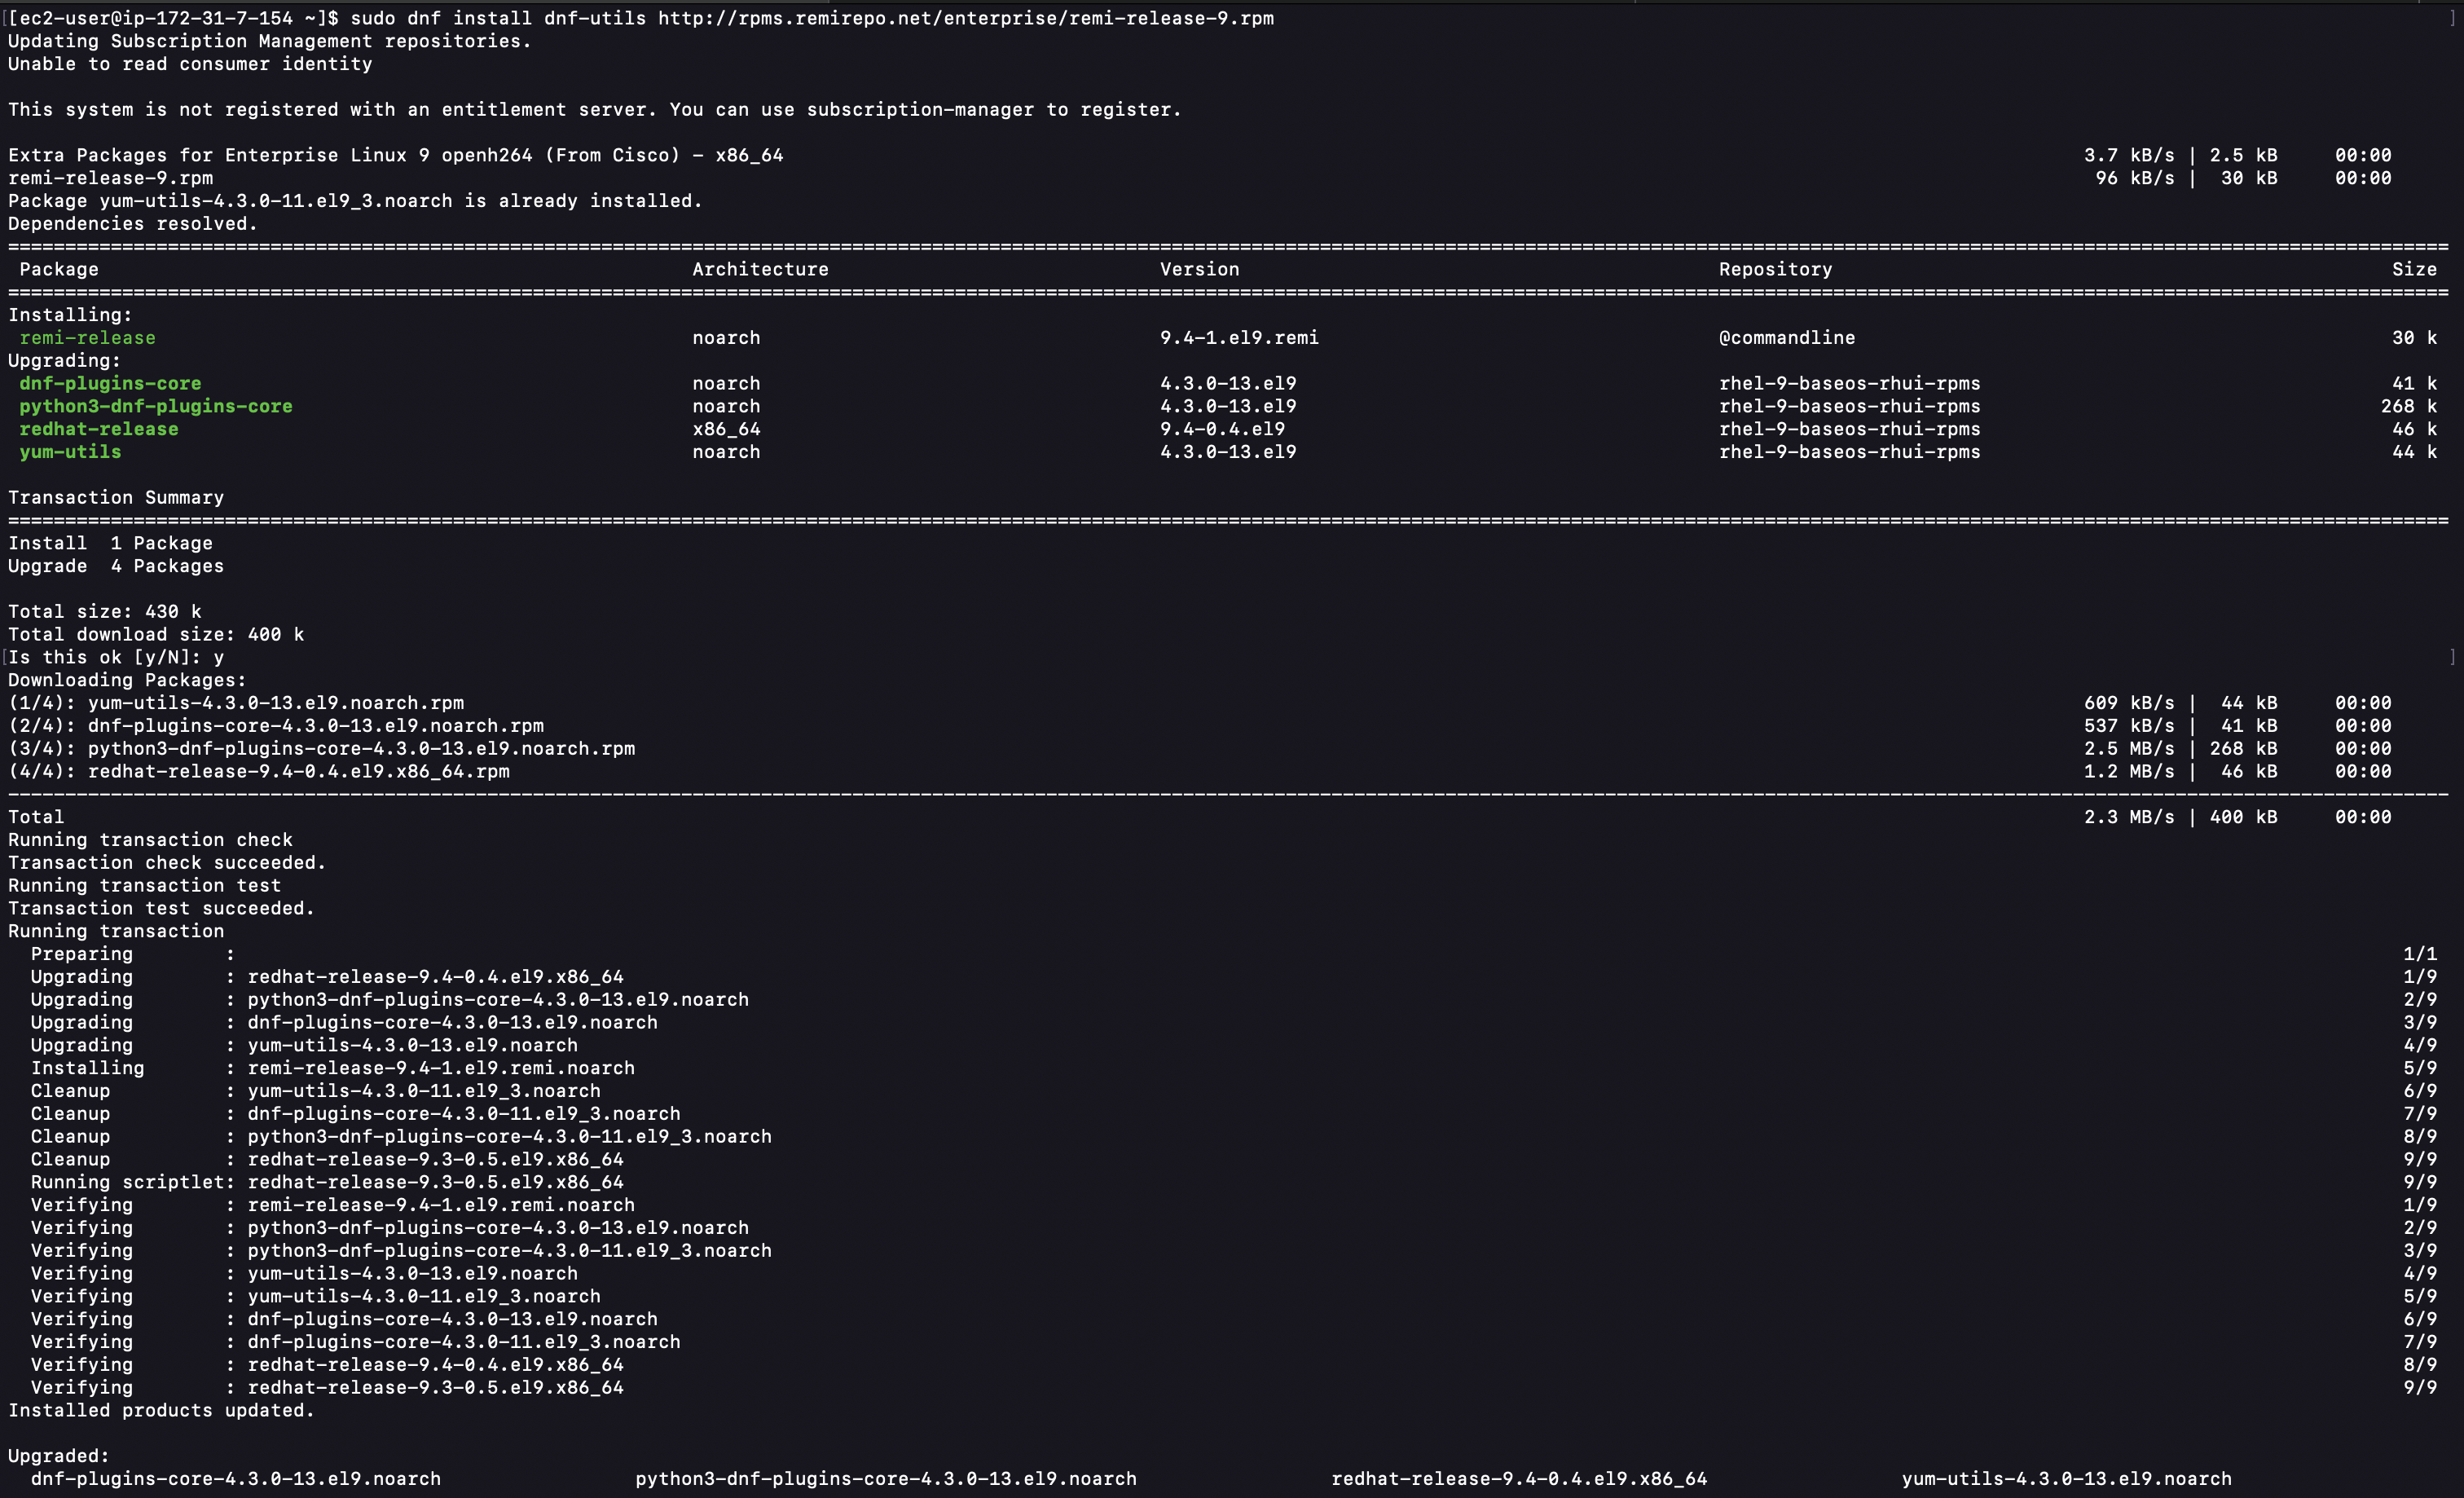 [[ec2-user@ip-172-31-7-154 ~]$ sudo dnf install dnf-utils http://rpms.remirepo.net/enterprise/remi-release-9.rpm ]
Updating Subscription Management repositories.
Unable to read consumer identity
This system is not registered with an entitlement server. You can use subscription-manager to register.
Extra Packages for Enterprise Linux 9 openh264 (From Cisco) - x86_64 3.7 kB/s | 2.5 kB 00:00
remi-release-9.rpm 96 kB/s | 30 kB 00:00
Package yum-utils-4.3.0-11.el9_3.noarch is already installed.
Dependencies resolved.
Package Architecture Version Repository Size
Installing:
remi-release noarch 9.4-1.el9.remi @commandline 30 k
Upgrading:
dnf-plugins-core noarch 4.3.0-13.el9 rhel-9-baseos-rhui-rpms 41 k
python3-dnf-plugins-core noarch 4.3.0-13.el9 rhel-9-baseos-rhui-rpms 268 k
redhat-release x86_64 9.4-0.4.el9 rhel-9-baseos-rhui-rpms 46 k
yum-utils noarch 4.3.0-13.el9 rhel-9-baseos-rhui-rpms 44 k
Transaction Summary
Install 1 Package
Upgrade 4 Packages
Total size: 430 k
Total download size: 400 k
[Is this ok [y/N]: y ]
Downloading Packages:
(1/4): yum-utils-4.3.0-13.el9.noarch.rpm 609 kB/s | 44 kB 00:00
(2/4): dnf-plugins-core-4.3.0-13.el9.noarch.rpm 537 kB/s | 41 kB 00:00
(3/4): python3-dnf-plugins-core-4.3.0-13.el9.noarch.rpm 2.5 MB/s | 268 kB 00:00
(4/4): redhat-release-9.4-0.4.el9.x86_64.rpm 1.2 MB/s | 46 kB 00:00
Total 2.3 MB/s | 400 kB 00:00
Running transaction check
Transaction check succeeded.
Running transaction test
Transaction test succeeded.
Running transaction
Preparing : 1/1
Upgrading : redhat-release-9.4-0.4.el9.x86_64 1/9
Upgrading : python3-dnf-plugins-core-4.3.0-13.el9.noarch 2/9
Upgrading : dnf-plugins-core-4.3.0-13.el9.noarch 3/9
Upgrading : yum-utils-4.3.0-13.el9.noarch 4/9
Installing : remi-release-9.4-1.el9.remi.noarch 5/9
Cleanup : yum-utils-4.3.0-11.el9_3.noarch 6/9
Cleanup : dnf-plugins-core-4.3.0-11.el9_3.noarch 7/9
Cleanup : python3-dnf-plugins-core-4.3.0-11.el9_3.noarch 8/9
Cleanup : redhat-release-9.3-0.5.el9.x86_64 9/9
Running scriptlet: redhat-release-9.3-0.5.el9.x86_64 9/9
Verifying : remi-release-9.4-1.el9.remi.noarch 1/9
Verifying : python3-dnf-plugins-core-4.3.0-13.el9.noarch 2/9
Verifying : python3-dnf-plugins-core-4.3.0-11.el9_3.noarch 3/9
Verifying : yum-utils-4.3.0-13.el9.noarch 4/9
Verifying : yum-utils-4.3.0-11.el9_3.noarch 5/9
Verifying : dnf-plugins-core-4.3.0-13.el9.noarch 6/9
Verifying : dnf-plugins-core-4.3.0-11.el9_3.noarch 7/9
Verifying : redhat-release-9.4-0.4.el9.x86_64 8/9
Verifying : redhat-release-9.3-0.5.el9.x86_64 9/9
Installed products updated.
Upgraded:
dnf-plugins-core-4.3.0-13.el9.noarch python3-dnf-plugins-core-4.3.0-13.el9.noarch redhat-release-9.4-0.4.el9.x86_64 yum-utils-4.3.0-13.el9.noarch